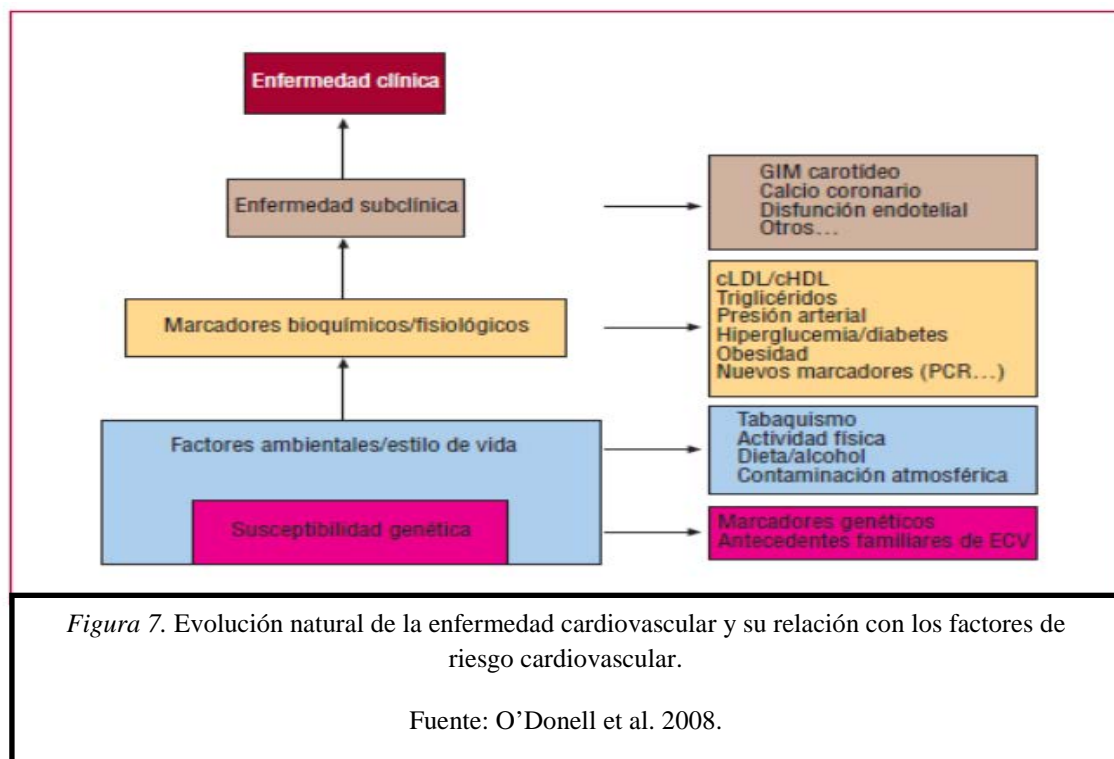 Enfermedad clínica
Enfermedad subclínica
GIM carotídeo
Calcio coronario
Disfunción endotelial
Otros...
Marcadores bioquímicos/fisiológicos
cLDL/cHDL
Triglicéridos
Presión arterial
Hiperglucemia/diabetes
Obesidad
Nuevos marcadores (PCR...)
Factores ambientales/estilo de vida
Tabaquismo
Actividad física
Dieta/alcohol
Contaminación atmosférica
Susceptibilidad genética
Marcadores genéticos
Antecedentes familiares de ECV
Figura 7. Evolución natural de la enfermedad cardiovascular y su relación con los factores de
riesgo cardiovascular.
Fuente: O’Donell et al. 2008.